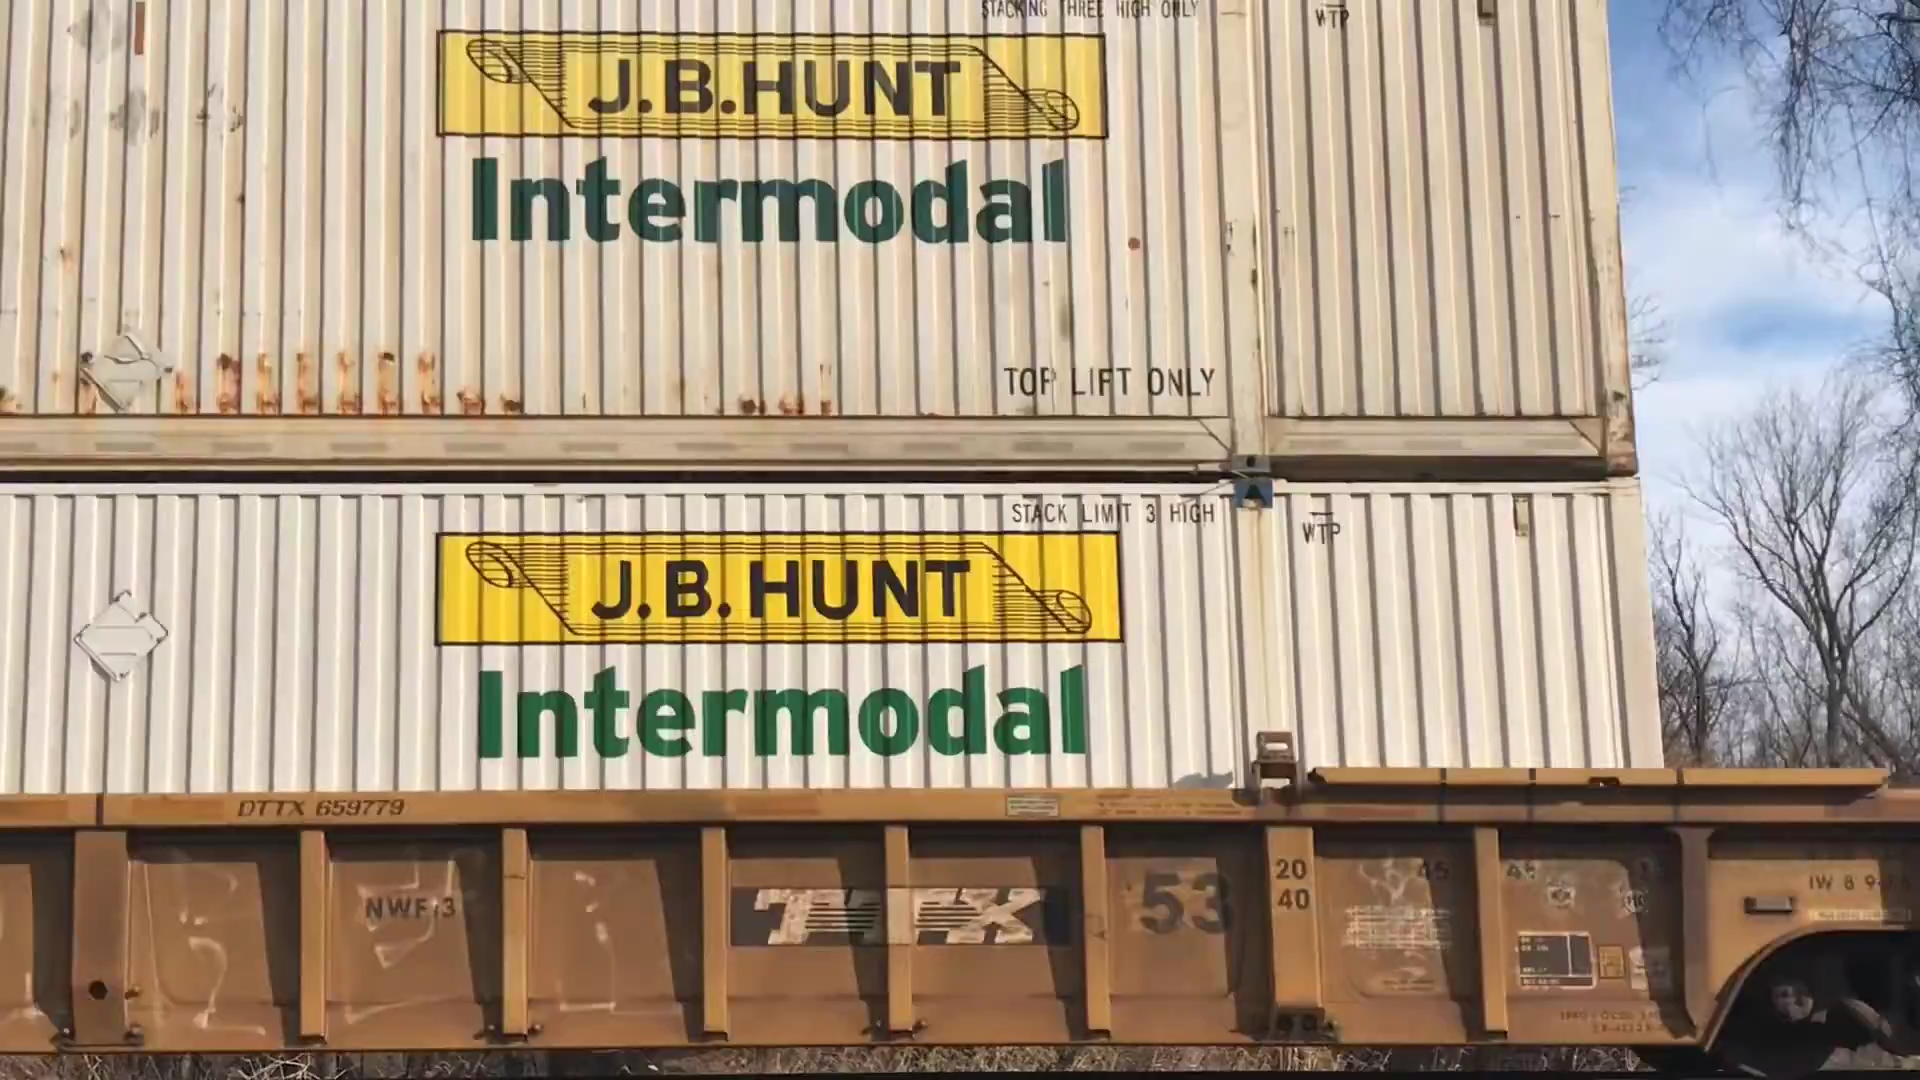 STACKING THREE HIGH ONLY
WTP
J.B.HUNT
Intermodal
TOP LIFT ONLY
STACK LIMIT 3 HIGH
WTP
J.B.HUNT
Intermodal
DTTX 659779
NWF 3
TTX
53
20
40
45